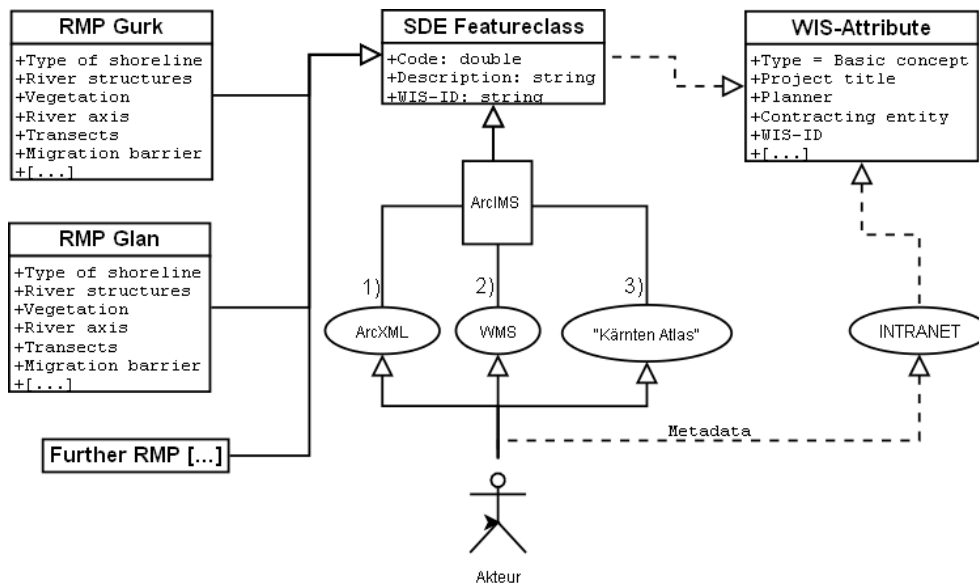 RMP Gurk
+Type of shoreline
+River structures
+Vegetation
+River axis
+Transects
+Migration barrier
+[...]
SDE Featureclass
+Code: double
+Description: string
+WIS-ID: string
WIS-Attribute
+Type = Basic concept
+Project title
+Planner
+Contracting entity
+WIS-ID
+[...]
ArcIMS
RMP Glan
+Type of shoreline
+River structures
+Vegetation
+River axis
+Transects
+Migration barrier
+[...]
1)
2)
3)
ArcXML
WMS
"Kärnten Atlas"
INTRANET
Metadata
Further RMP [...]
Akteur